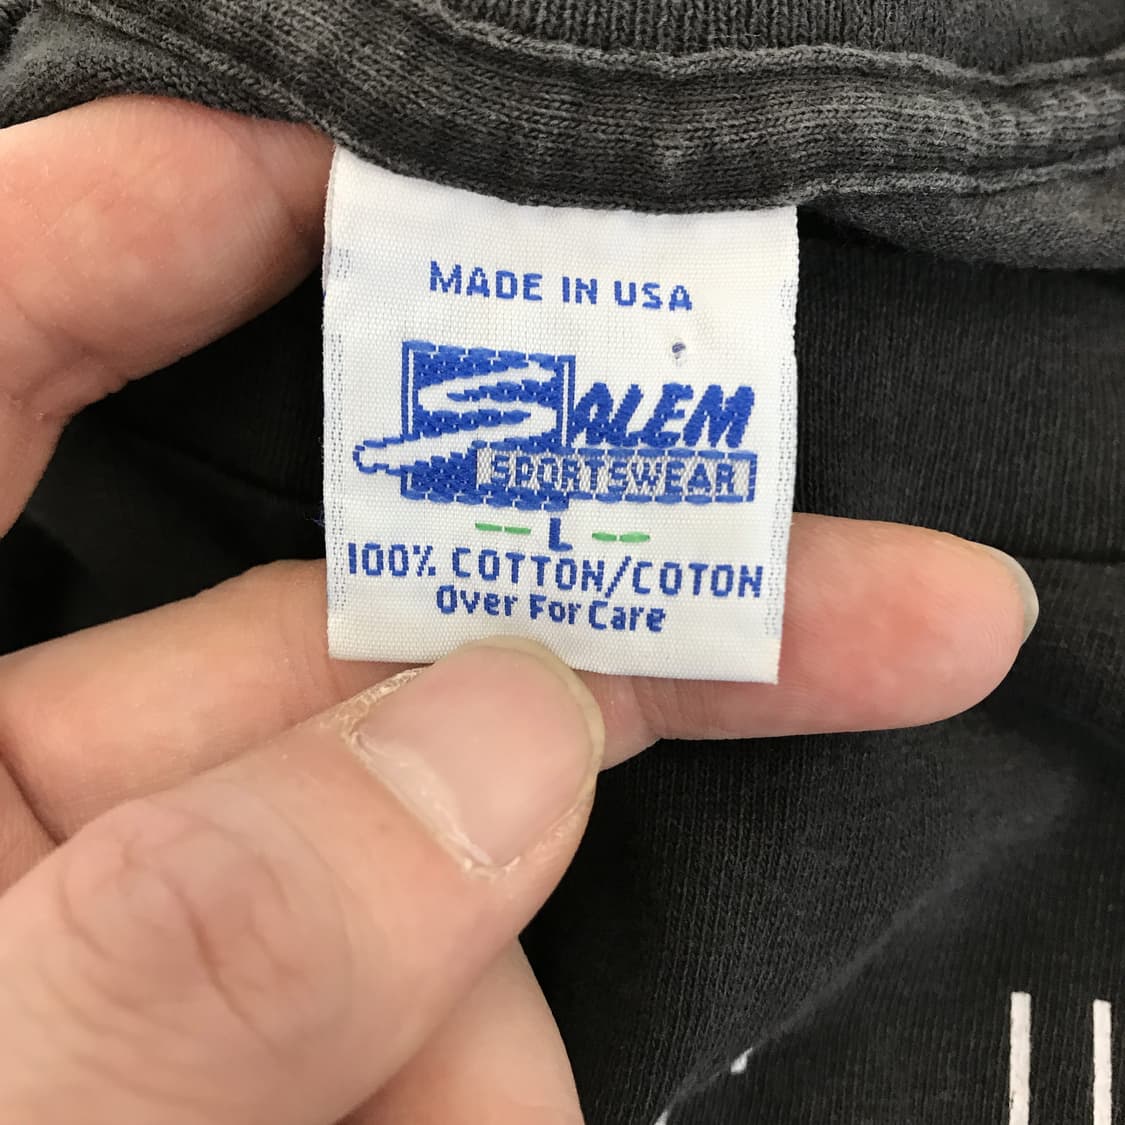 MADE IN USA
SALEM
SPORTSWEAR
-- L --
100% COTTON/COTON
Over For Care